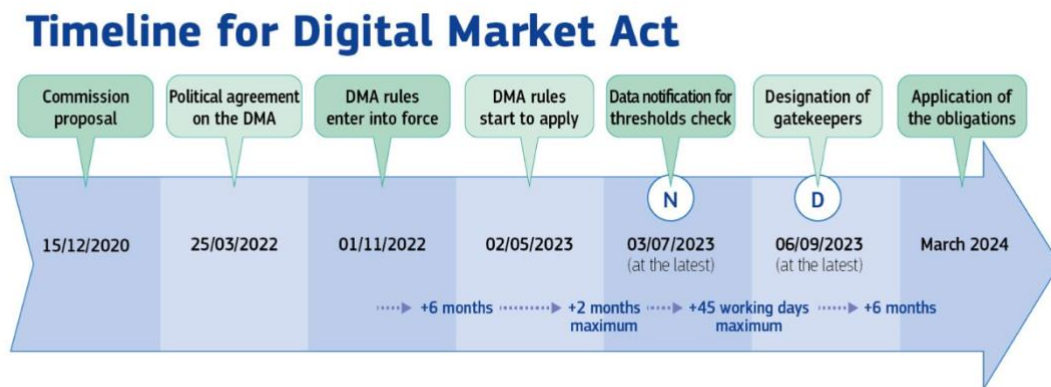 Timeline for Digital Market Act
Commission
proposal
Political agreement
on the DMA
DMA rules
enter into force
DMA rules
start to apply
Data notification for
thresholds check
Designation of
gatekeepers
Application of
the obligations
N
D
15/12/2020
25/03/2022
01/11/2022
02/05/2023
03/07/2023
(at the latest)
06/09/2023
(at the latest)
March 2024
+6 months
+2 months
maximum
+45 working days
maximum
+6 months